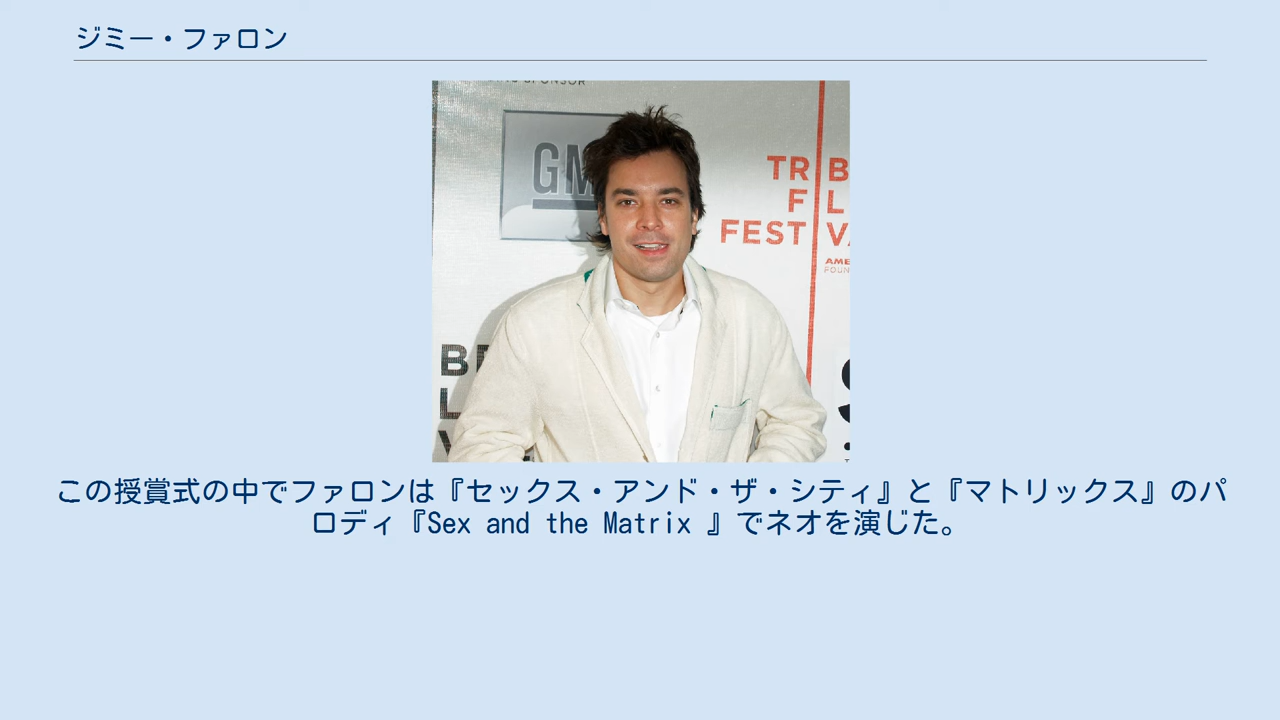 ジミー・ファロン
SPONSOR
GM
TR B
F L
FEST V
AME
FOUN
この授賞式の中でファロンは『セックス・アンド・ザ・シティ』と『マトリックス』のパ
ロディ『Sex and the Matrix 』でネオを演じた。